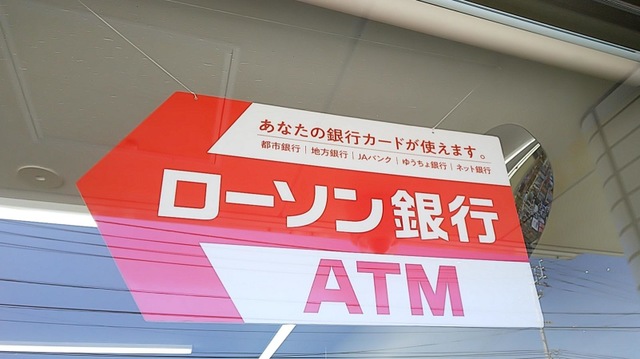 あなたの銀行カードが使えます。
都市銀行｜地方銀行｜JAバンク｜ゆうちょ銀行｜ネット銀行
ローソン銀行
ATM